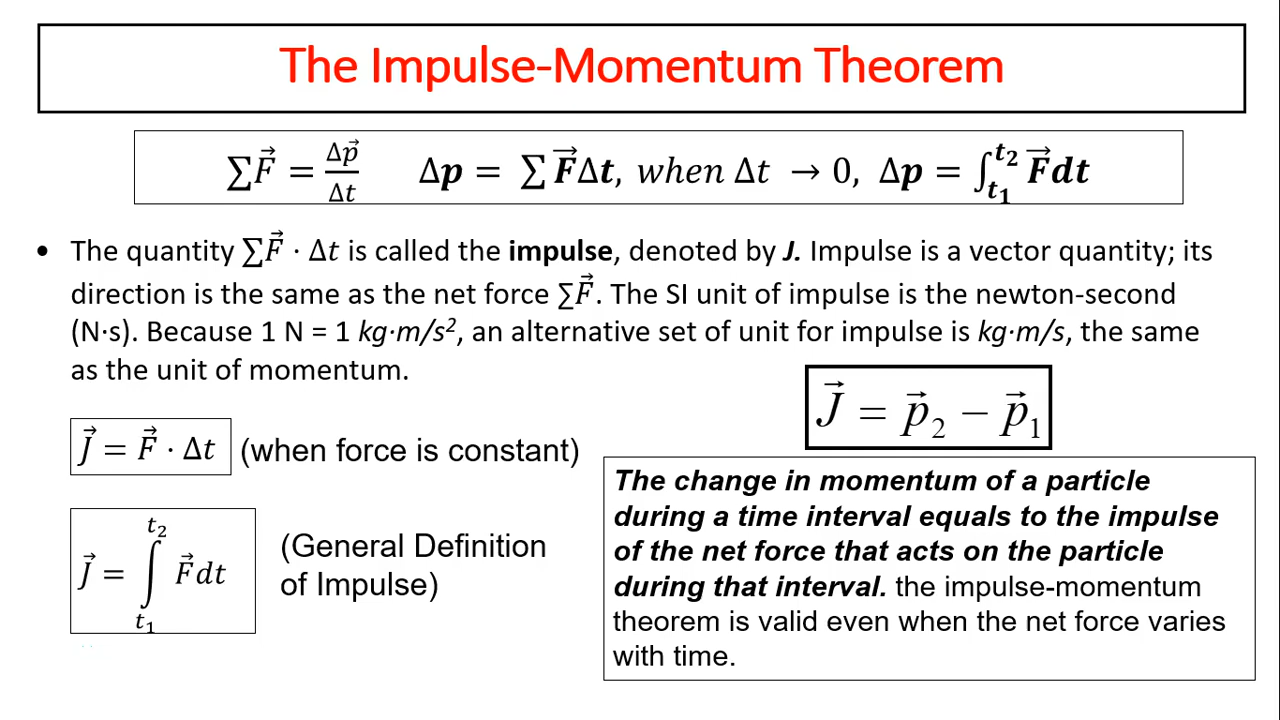 The Impulse-Momentum Theorem
∑F⃗ = Δp⃗/Δt   Δp = ∑F⃗Δt, when Δt → 0, Δp = ∫_{t₁}^{t₂} F⃗dt
• The quantity ∑F⃗ · Δt is called the impulse, denoted by J. Impulse is a vector quantity; its
direction is the same as the net force ∑F⃗. The SI unit of impulse is the newton-second
(N·s). Because 1 N = 1 kg·m/s², an alternative set of unit for impulse is kg·m/s, the same
as the unit of momentum.
J⃗ = p⃗₂ − p⃗₁
J⃗ = F⃗ · Δt (when force is constant)
J⃗ = ∫_{t₁}^{t₂} F⃗dt
(General Definition
of Impulse)
The change in momentum of a particle
during a time interval equals to the impulse
of the net force that acts on the particle
during that interval. the impulse-momentum
theorem is valid even when the net force varies
with time.